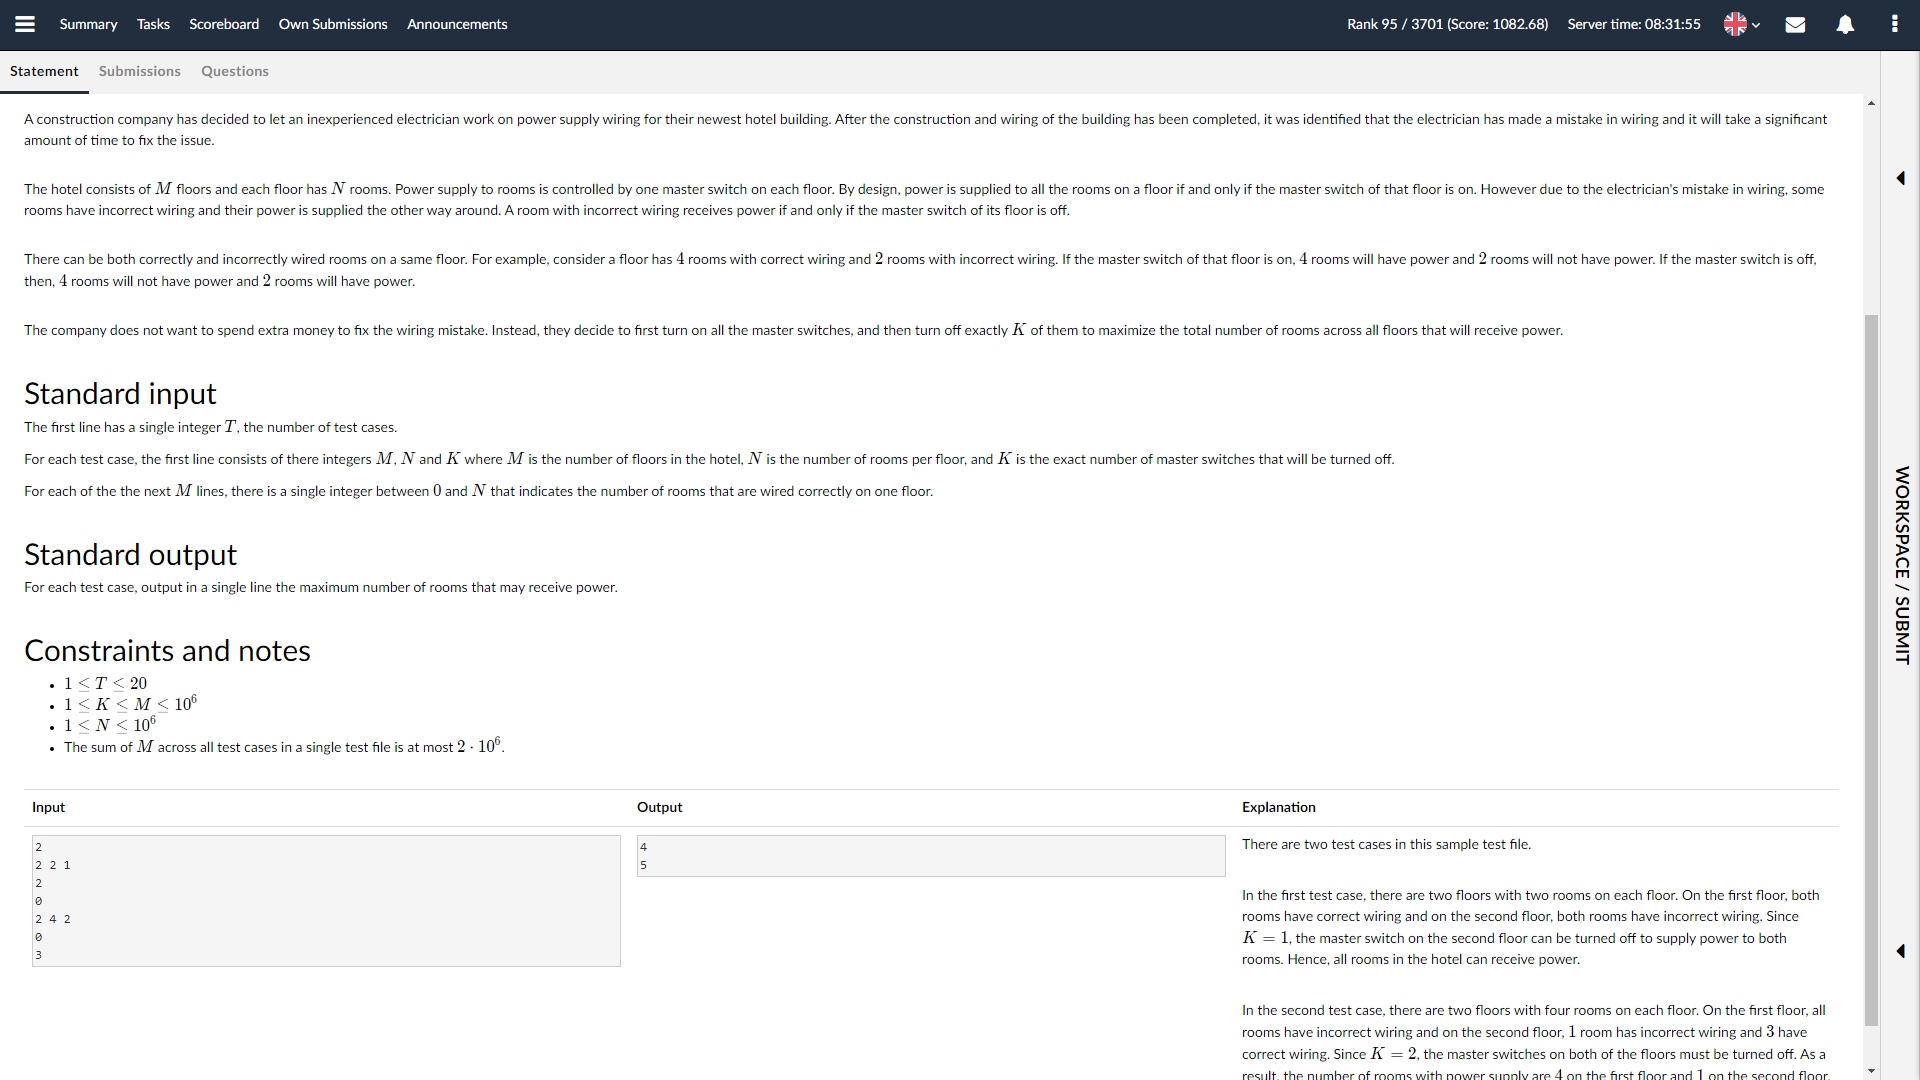 Summary Tasks Scoreboard Own Submissions Announcements Rank 95 / 3701 (Score: 1082.68) Server time: 08:31:55
Statement Submissions Questions
A construction company has decided to let an inexperienced electrician work on power supply wiring for their newest hotel building. After the construction and wiring of the building has been completed, it was identified that the electrician has made a mistake in wiring and it will take a significant
amount of time to fix the issue.
The hotel consists of M floors and each floor has N rooms. Power supply to rooms is controlled by one master switch on each floor. By design, power is supplied to all the rooms on a floor if and only if the master switch of that floor is on. However due to the electrician's mistake in wiring, some
rooms have incorrect wiring and their power is supplied the other way around. A room with incorrect wiring receives power if and only if the master switch of its floor is off.
There can be both correctly and incorrectly wired rooms on a same floor. For example, consider a floor has 4 rooms with correct wiring and 2 rooms with incorrect wiring. If the master switch of that floor is on, 4 rooms will have power and 2 rooms will not have power. If the master switch is off,
then, 4 rooms will not have power and 2 rooms will have power.
The company does not want to spend extra money to fix the wiring mistake. Instead, they decide to first turn on all the master switches, and then turn off exactly K of them to maximize the total number of rooms across all floors that will receive power.
Standard input
The first line has a single integer T, the number of test cases.
For each test case, the first line consists of there integers M, N and K where M is the number of floors in the hotel, N is the number of rooms per floor, and K is the exact number of master switches that will be turned off.
For each of the the next M lines, there is a single integer between 0 and N that indicates the number of rooms that are wired correctly on one floor.
Standard output
For each test case, output in a single line the maximum number of rooms that may receive power.
Constraints and notes
• 1 ≤ T ≤ 20
• 1 ≤ K ≤ M ≤ 10⁶
• 1 ≤ N ≤ 10⁶
• The sum of M across all test cases in a single test file is at most 2 · 10⁶.
Input Output Explanation
2
2 2 1
2
0
2 4 2
0
3
4
5
There are two test cases in this sample test file.
In the first test case, there are two floors with two rooms on each floor. On the first floor, both
rooms have correct wiring and on the second floor, both rooms have incorrect wiring. Since
K = 1, the master switch on the second floor can be turned off to supply power to both
rooms. Hence, all rooms in the hotel can receive power.
In the second test case, there are two floors with four rooms on each floor. On the first floor, all
rooms have incorrect wiring and on the second floor, 1 room has incorrect wiring and 3 have
correct wiring. Since K = 2, the master switches on both of the floors must be turned off. As a
result, the number of rooms with power supply are 4 on the first floor and 1 on the second floor.
WORKSPACE / SUBMIT